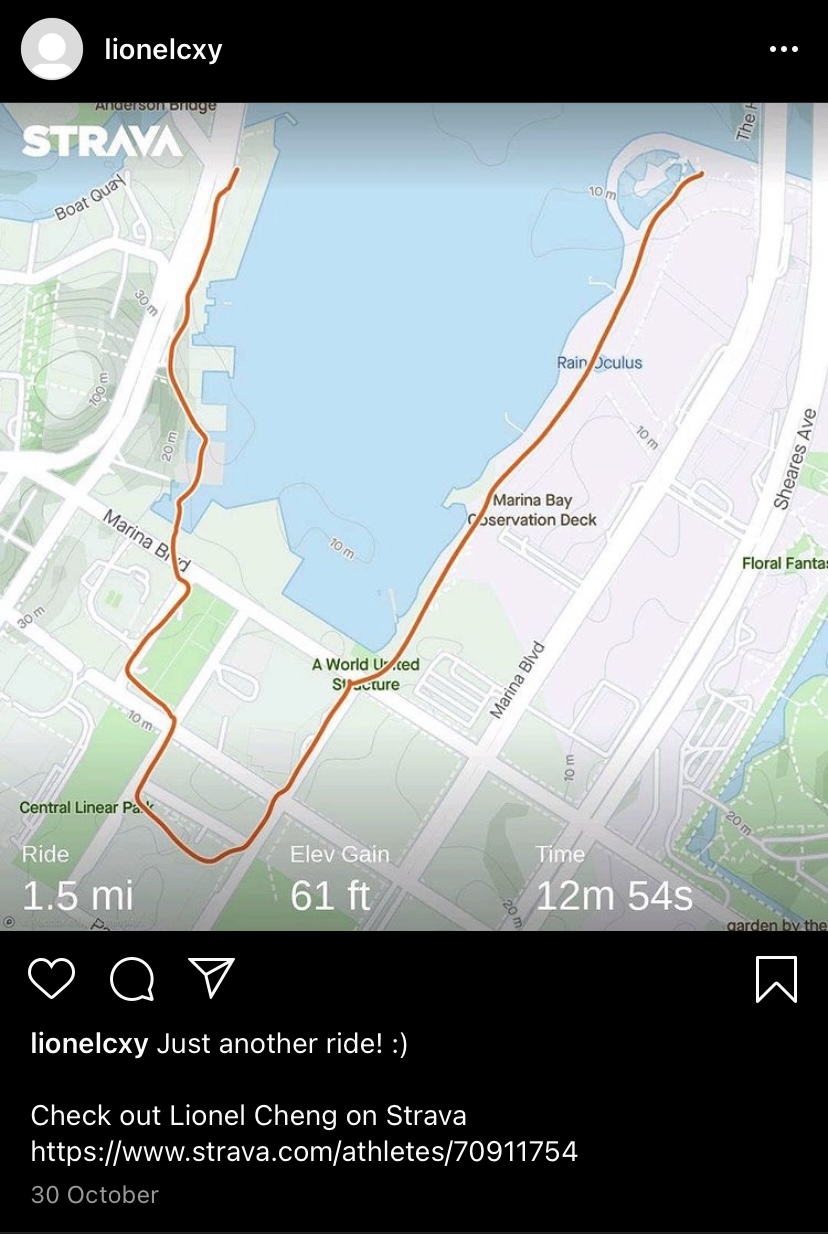 lionelcxy
Anderson Bridge
STRAVA
Boat Quay
10 m
30 m
Rain Oculus
100 m
20 m
10 m
Sheares Ave
Marina Bay
Observation Deck
Marina Blvd
10 m
Floral Fantas
30 m
A World United
Structure
Marina Blvd
10 m
10 m
Central Linear Park
20 m
Ride
Elev Gain
Time
1.5 mi
61 ft
12m 54s
20 m
garden by the
lionelcxy Just another ride! :)
Check out Lionel Cheng on Strava
https://www.strava.com/athletes/70911754
30 October